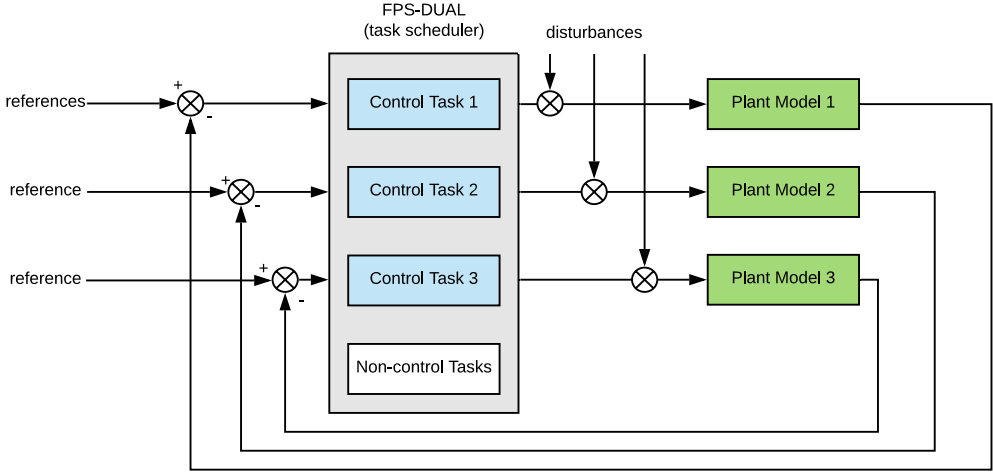 FPS-DUAL
(task scheduler)
disturbances
references
+
-
Control Task 1
Plant Model 1
reference
+
-
Control Task 2
Plant Model 2
reference
+
-
Control Task 3
Plant Model 3
Non-control Tasks